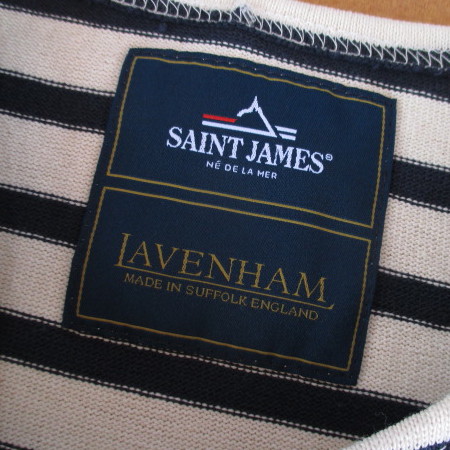 SAINT JAMES®
NÉ DE LA MER
LAVENHAM
MADE IN SUFFOLK ENGLAND